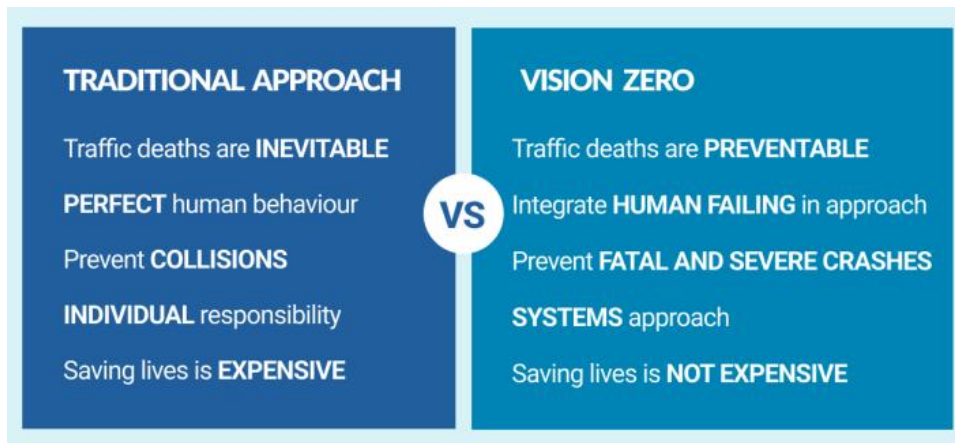 TRADITIONAL APPROACH
Traffic deaths are INEVITABLE
PERFECT human behaviour
Prevent COLLISIONS
INDIVIDUAL responsibility
Saving lives is EXPENSIVE
VS
VISION ZERO
Traffic deaths are PREVENTABLE
Integrate HUMAN FAILING in approach
Prevent FATAL AND SEVERE CRASHES
SYSTEMS approach
Saving lives is NOT EXPENSIVE